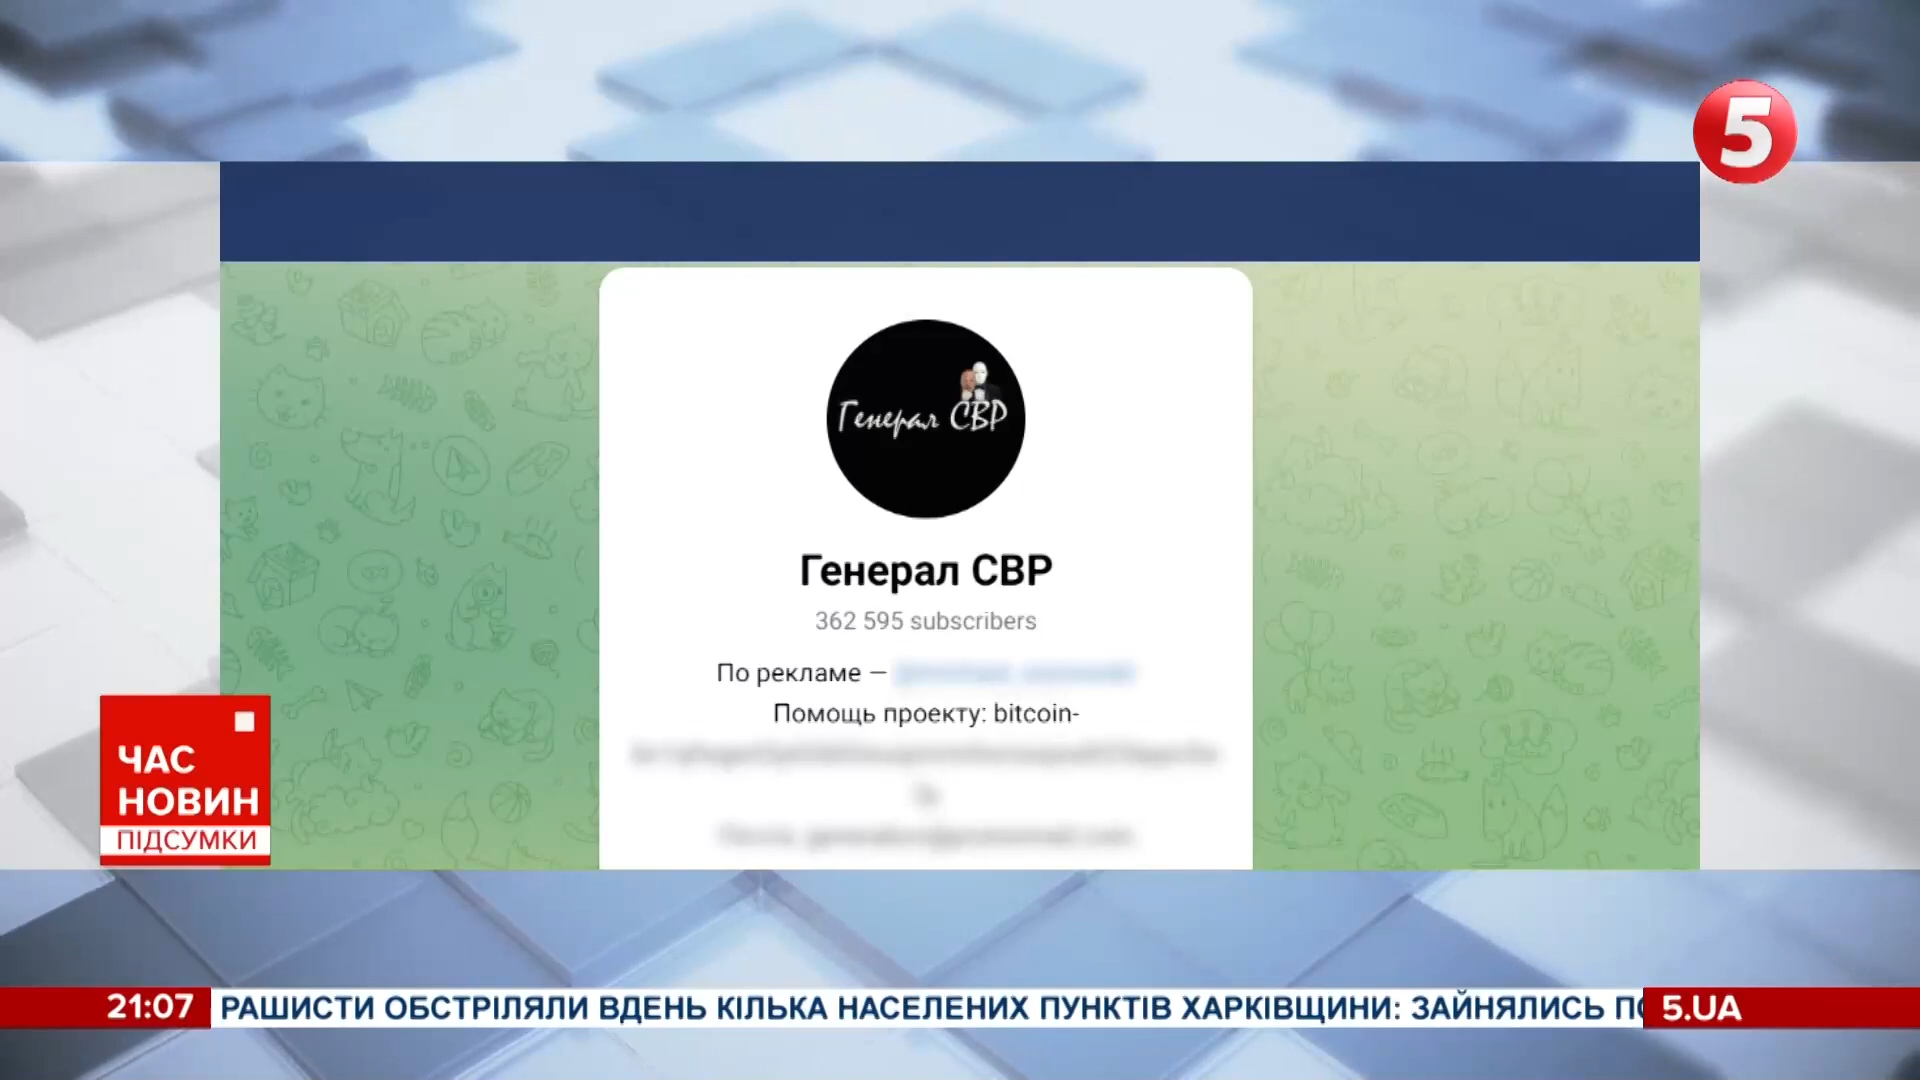 5
Генерал СВР
Генерал СВР
362 595 subscribers
По рекламе –
Помощь проекту: bitcoin-
ЧАС
НОВИН
ПІДСУМКИ
21:07
РАШИСТИ ОБСТРІЛЯЛИ ВДЕНЬ КІЛЬКА НАСЕЛЕНИХ ПУНКТІВ ХАРКІВЩИНИ: ЗАЙНЯЛИСЬ
5.UA